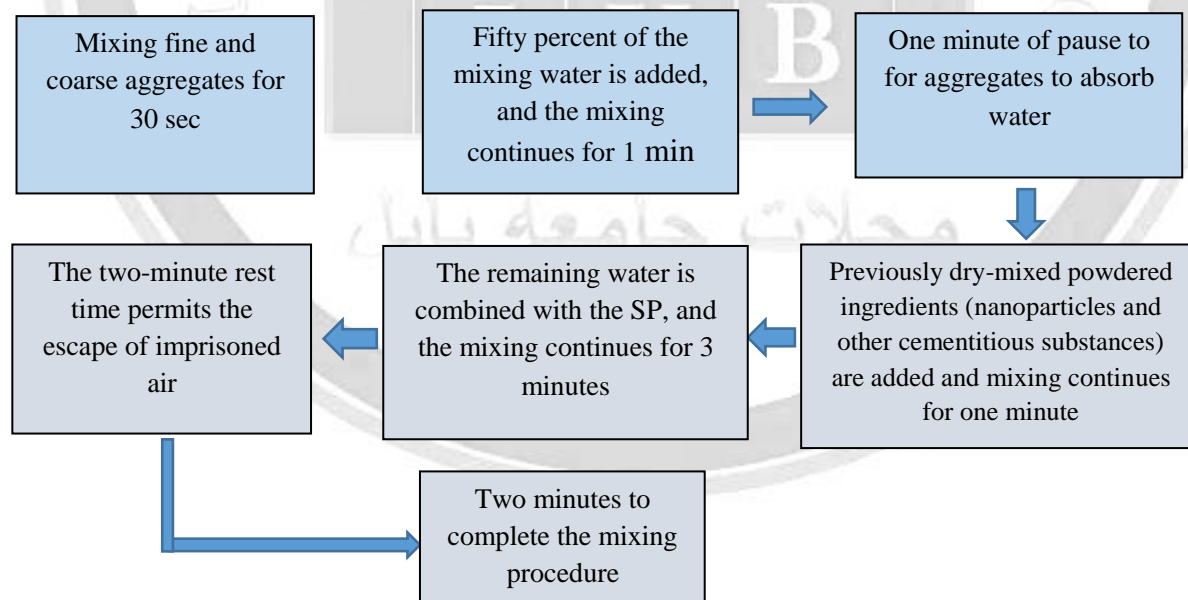 Mixing fine and
coarse aggregates for
30 sec
Fifty percent of the
mixing water is added,
and the mixing
continues for 1 min
One minute of pause to
for aggregates to absorb
water
Previously dry-mixed powdered
ingredients (nanoparticles and
other cementitious substances)
are added and mixing continues
for one minute
The remaining water is
combined with the SP, and
the mixing continues for 3
minutes
The two-minute rest
time permits the
escape of imprisoned
air
Two minutes to
complete the mixing
procedure
B
مجلات جامعه بابل